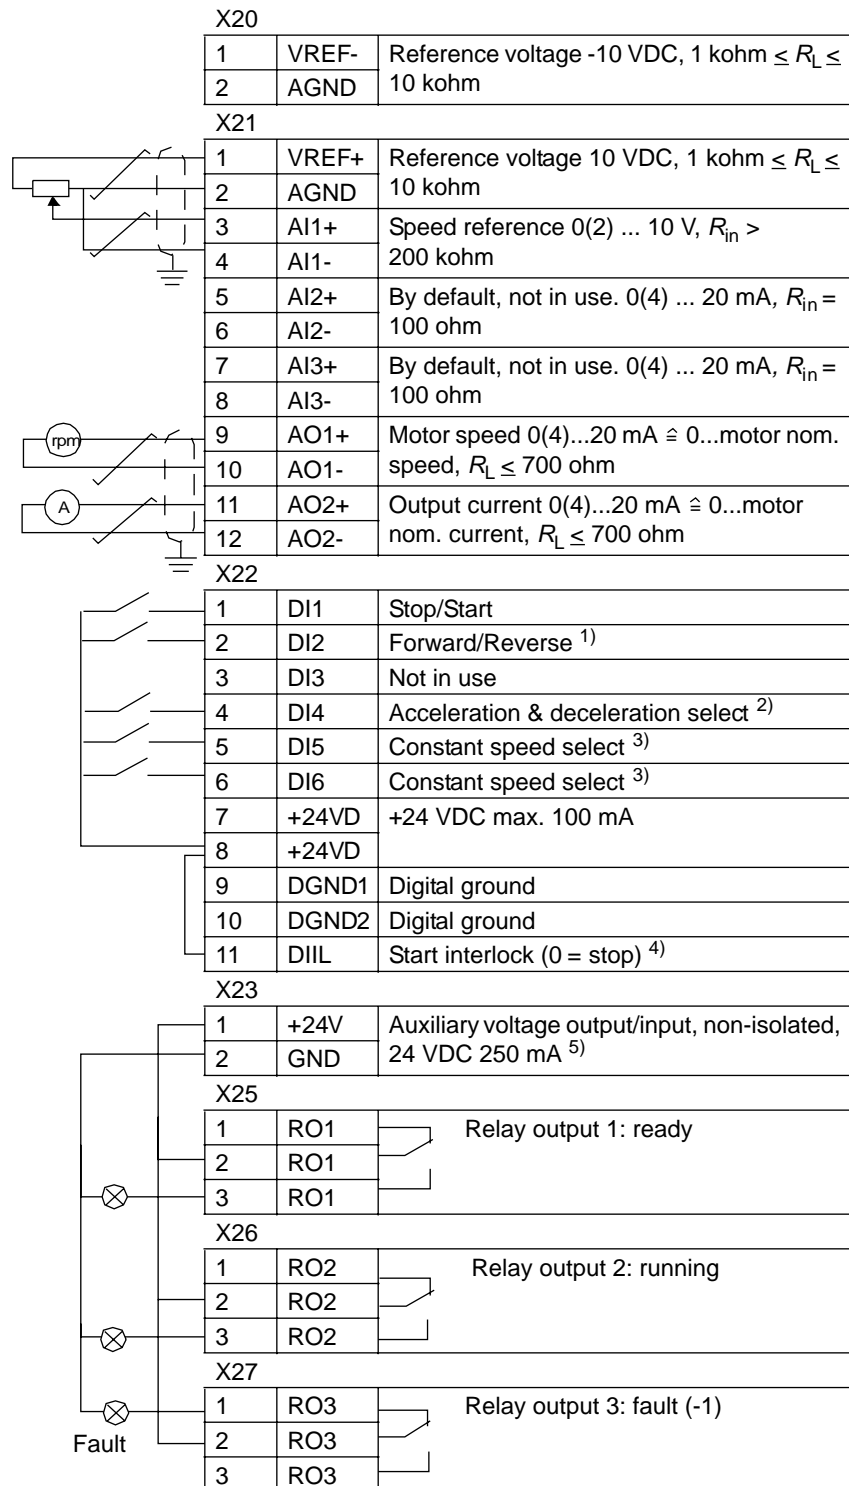 X20
1 VREF- Reference voltage -10 VDC, 1 kohm ≤ RL ≤
2 AGND 10 kohm
X21
1 VREF+ Reference voltage 10 VDC, 1 kohm ≤ RL ≤
2 AGND 10 kohm
3 AI1+ Speed reference 0(2) ... 10 V, Rin >
4 AI1- 200 kohm
5 AI2+ By default, not in use. 0(4) ... 20 mA, Rin =
6 AI2- 100 ohm
7 AI3+ By default, not in use. 0(4) ... 20 mA, Rin =
8 AI3- 100 ohm
rpm 9 AO1+ Motor speed 0(4)...20 mA ≙ 0...motor nom.
10 AO1- speed, RL ≤ 700 ohm
A 11 AO2+ Output current 0(4)...20 mA ≙ 0...motor
12 AO2- nom. current, RL ≤ 700 ohm
X22
1 DI1 Stop/Start
2 DI2 Forward/Reverse 1)
3 DI3 Not in use
4 DI4 Acceleration & deceleration select 2)
5 DI5 Constant speed select 3)
6 DI6 Constant speed select 3)
7 +24VD +24 VDC max. 100 mA
8 +24VD
9 DGND1 Digital ground
10 DGND2 Digital ground
11 DIIL Start interlock (0 = stop) 4)
X23
1 +24V Auxiliary voltage output/input, non-isolated,
2 GND 24 VDC 250 mA 5)
X25
1 RO1 Relay output 1: ready
2 RO1
3 RO1
X26
1 RO2 Relay output 2: running
2 RO2
3 RO2
X27
1 RO3 Relay output 3: fault (-1)
Fault 2 RO3
3 RO3